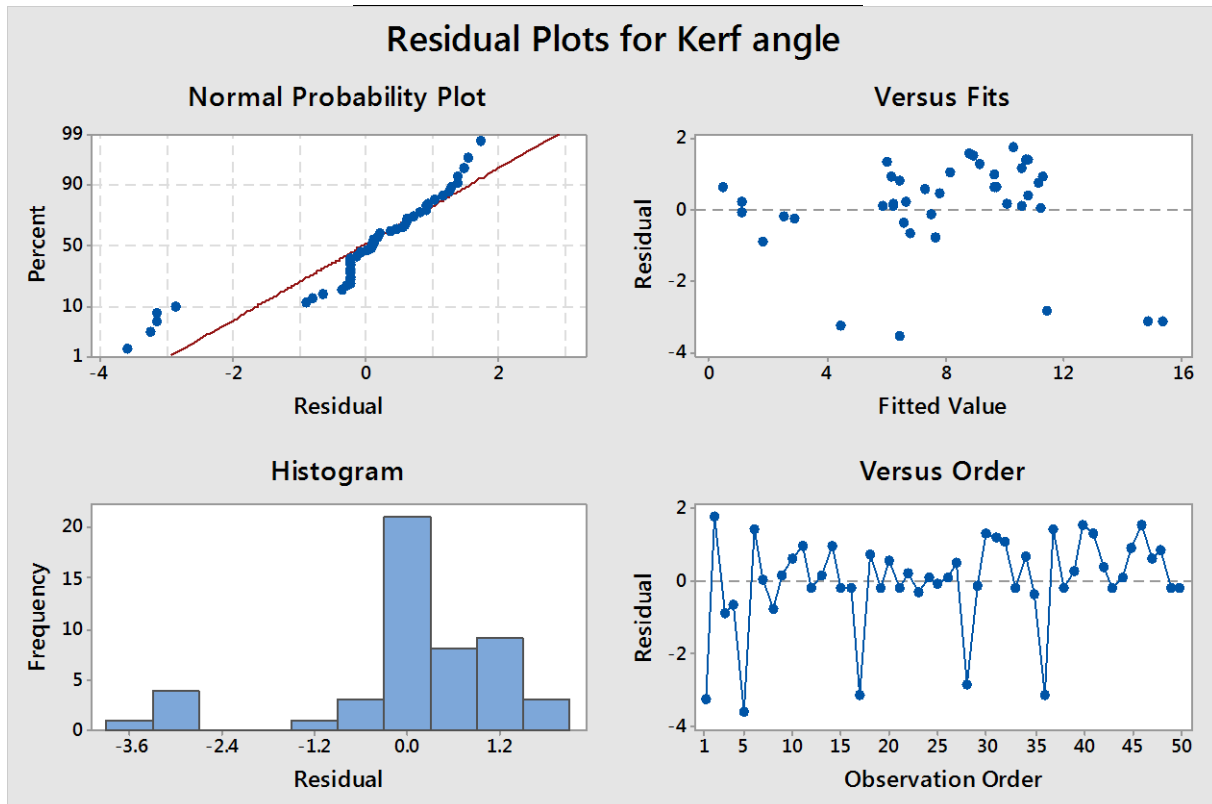 Residual Plots for Kerf angle
Normal Probability Plot
99
90
50
10
1
Percent
-4 -2 0 2
Residual
Versus Fits
2
0
-2
-4
Residual
0 4 8 12 16
Fitted Value
Histogram
20
15
10
5
0
Frequency
-3.6 -2.4 -1.2 0.0 1.2
Residual
Versus Order
2
0
-2
-4
Residual
1 5 10 15 20 25 30 35 40 45 50
Observation Order